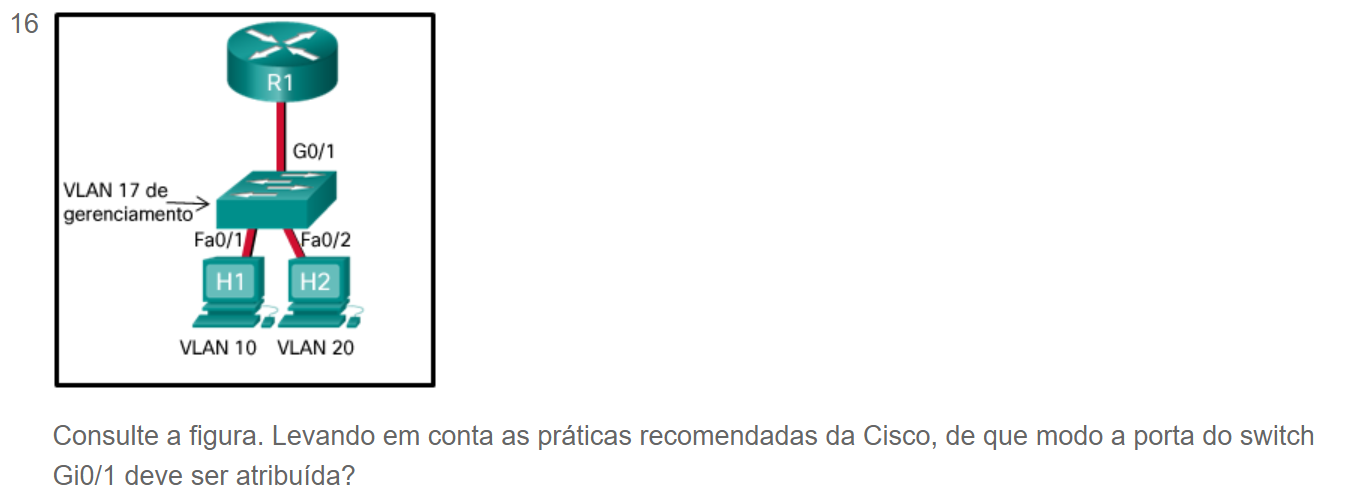 16
R1
G0/1
VLAN 17 de
gerenciamento
Fa0/1 Fa0/2
H1 H2
VLAN 10 VLAN 20
Consulte a figura. Levando em conta as práticas recomendadas da Cisco, de que modo a porta do switch
Gi0/1 deve ser atribuída?